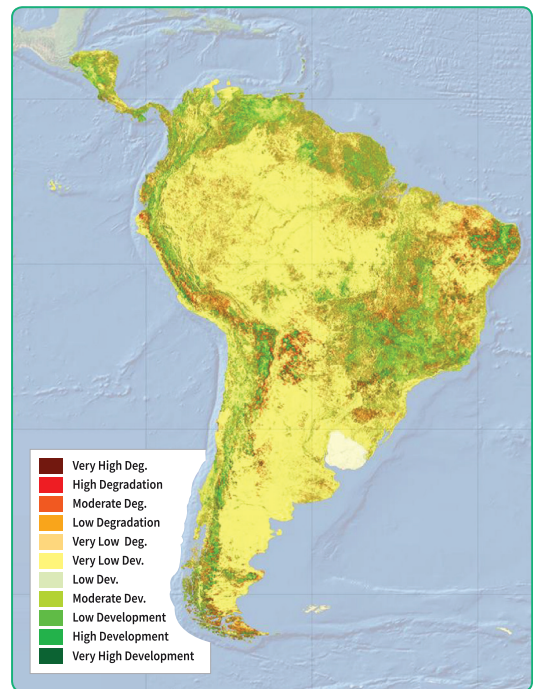 Very High Deg.
High Degradation
Moderate Deg.
Low Degradation
Very Low Deg.
Very Low Dev.
Low Dev.
Moderate Dev.
Low Development
High Development
Very High Development